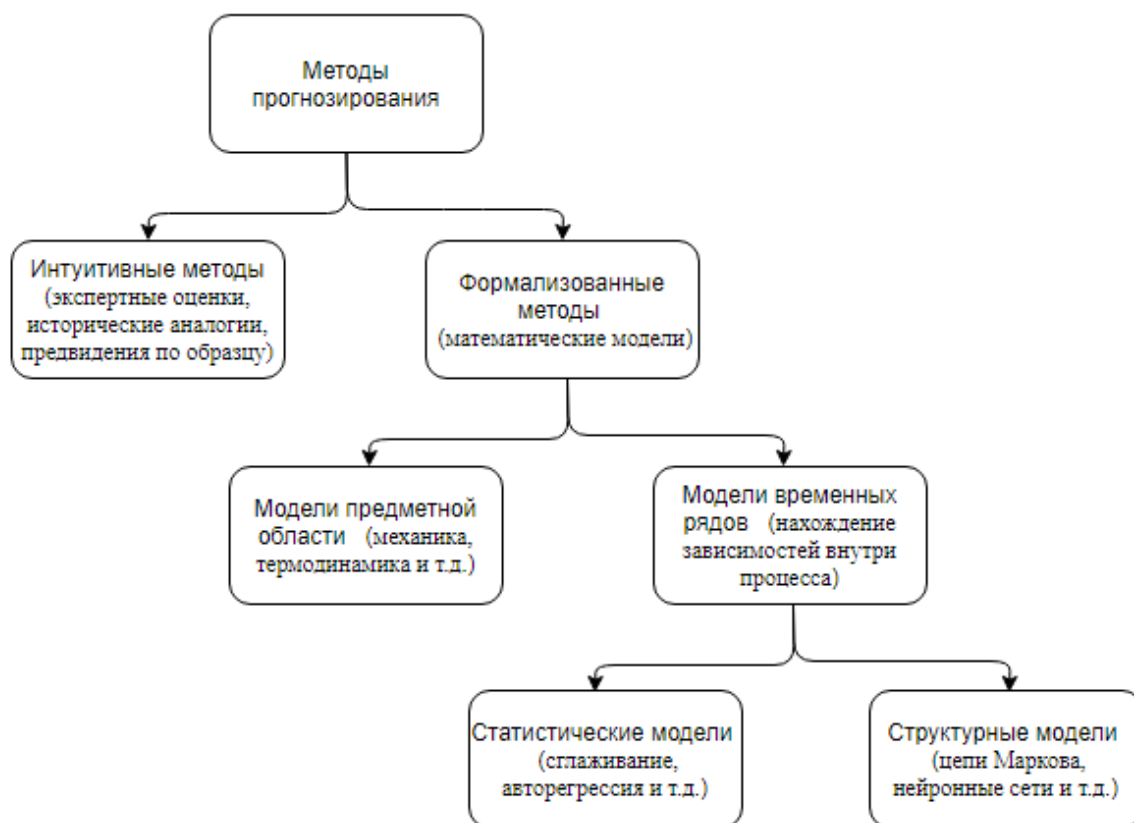 Методы
прогнозирования
Интуитивные методы
(экспертные оценки,
исторические аналогии,
предвидения по образцу)
Формализованные
методы
(математические модели)
Модели предметной
области (механика,
термодинамика и т.д.)
Модели временных
рядов (нахождение
зависимостей внутри
процесса)
Статистические модели
(сглаживание,
авторегрессия и т.д.)
Структурные модели
(цепи Маркова,
нейронные сети и т.д.)